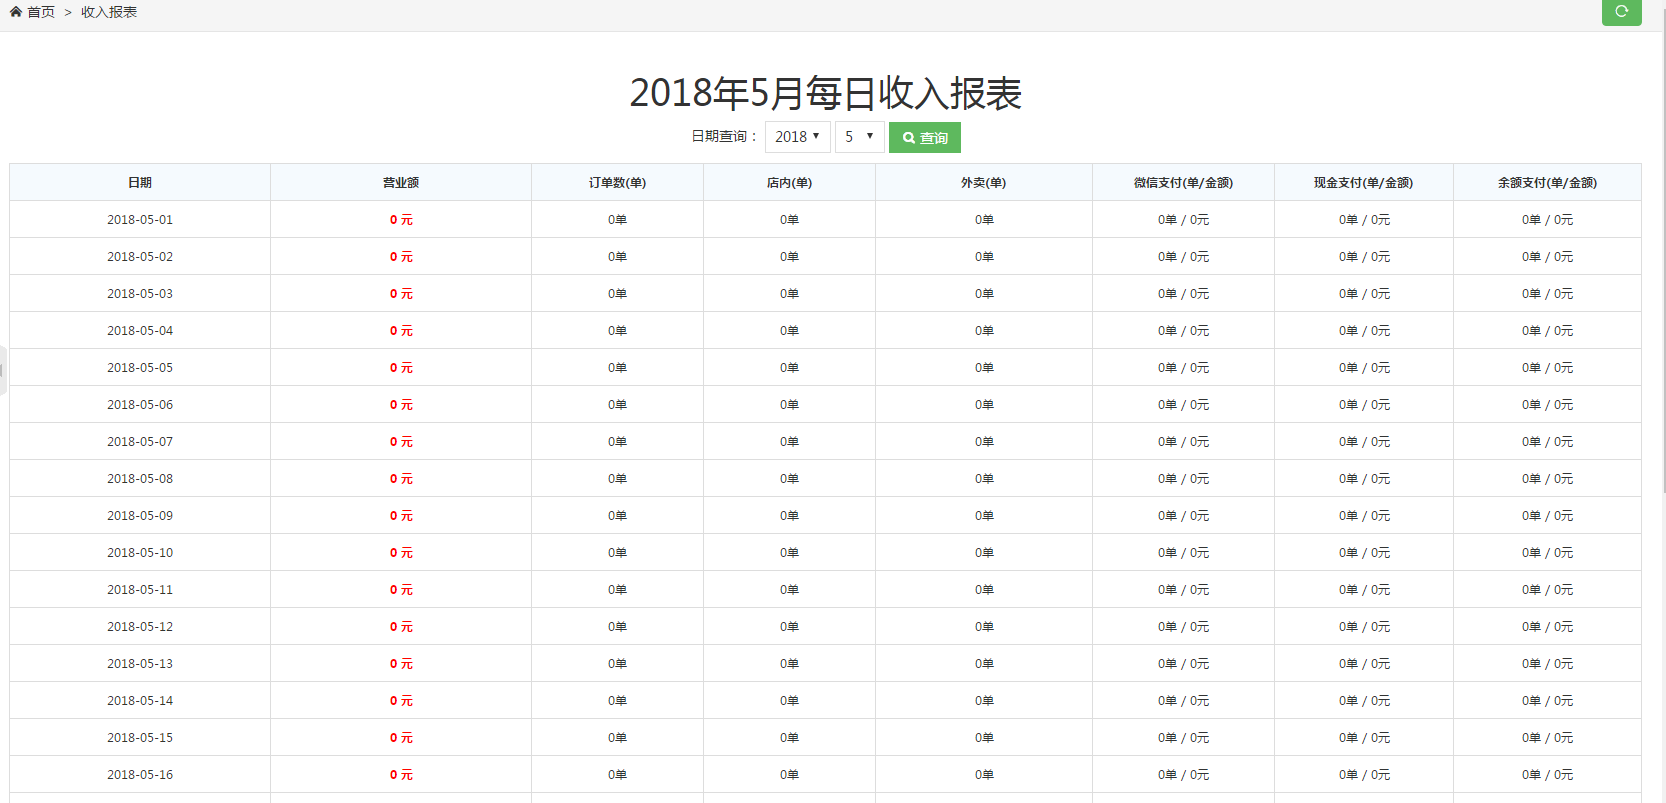 首页 > 收入报表
2018年5月每日收入报表
日期查询： 2018 5 查询
日期 营业额 订单数(单) 店内(单) 外卖(单) 微信支付(单/金额) 现金支付(单/金额) 余额支付(单/金额)
2018-05-01 0 元 0单 0单 0单 0单 / 0元 0单 / 0元 0单 / 0元
2018-05-02 0 元 0单 0单 0单 0单 / 0元 0单 / 0元 0单 / 0元
2018-05-03 0 元 0单 0单 0单 0单 / 0元 0单 / 0元 0单 / 0元
2018-05-04 0 元 0单 0单 0单 0单 / 0元 0单 / 0元 0单 / 0元
2018-05-05 0 元 0单 0单 0单 0单 / 0元 0单 / 0元 0单 / 0元
2018-05-06 0 元 0单 0单 0单 0单 / 0元 0单 / 0元 0单 / 0元
2018-05-07 0 元 0单 0单 0单 0单 / 0元 0单 / 0元 0单 / 0元
2018-05-08 0 元 0单 0单 0单 0单 / 0元 0单 / 0元 0单 / 0元
2018-05-09 0 元 0单 0单 0单 0单 / 0元 0单 / 0元 0单 / 0元
2018-05-10 0 元 0单 0单 0单 0单 / 0元 0单 / 0元 0单 / 0元
2018-05-11 0 元 0单 0单 0单 0单 / 0元 0单 / 0元 0单 / 0元
2018-05-12 0 元 0单 0单 0单 0单 / 0元 0单 / 0元 0单 / 0元
2018-05-13 0 元 0单 0单 0单 0单 / 0元 0单 / 0元 0单 / 0元
2018-05-14 0 元 0单 0单 0单 0单 / 0元 0单 / 0元 0单 / 0元
2018-05-15 0 元 0单 0单 0单 0单 / 0元 0单 / 0元 0单 / 0元
2018-05-16 0 元 0单 0单 0单 0单 / 0元 0单 / 0元 0单 / 0元